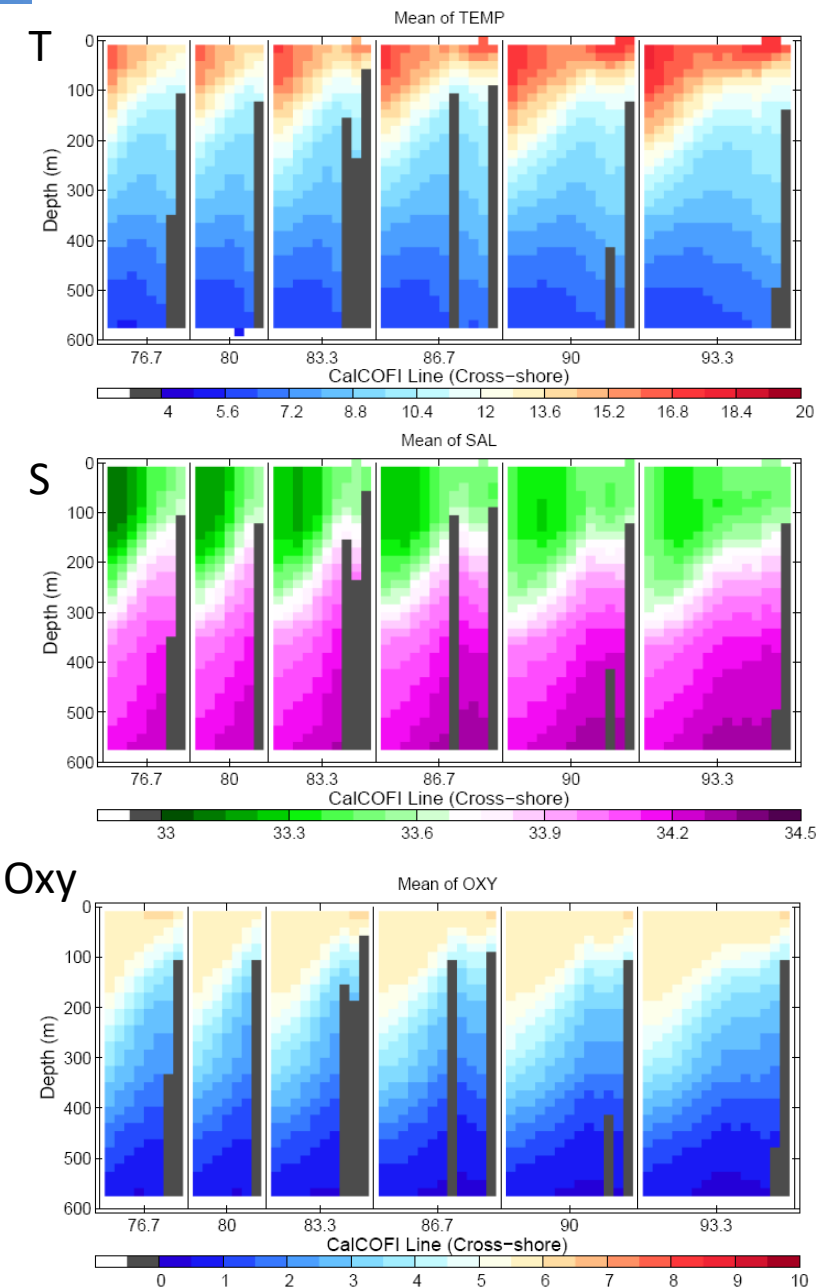 Mean of TEMP
T
0
100
200
300
400
500
600
Depth (m)
76.7 80 83.3 86.7 90 93.3
CalCOFI Line (Cross-shore)
4 5.6 7.2 8.8 10.4 12 13.6 15.2 16.8 18.4 20
Mean of SAL
S
0
100
200
300
400
500
600
Depth (m)
76.7 80 83.3 86.7 90 93.3
CalCOFI Line (Cross-shore)
33 33.3 33.6 33.9 34.2 34.5
Oxy
Mean of OXY
0
100
200
300
400
500
600
Depth (m)
76.7 80 83.3 86.7 90 93.3
CalCOFI Line (Cross-shore)
0 1 2 3 4 5 6 7 8 9 10